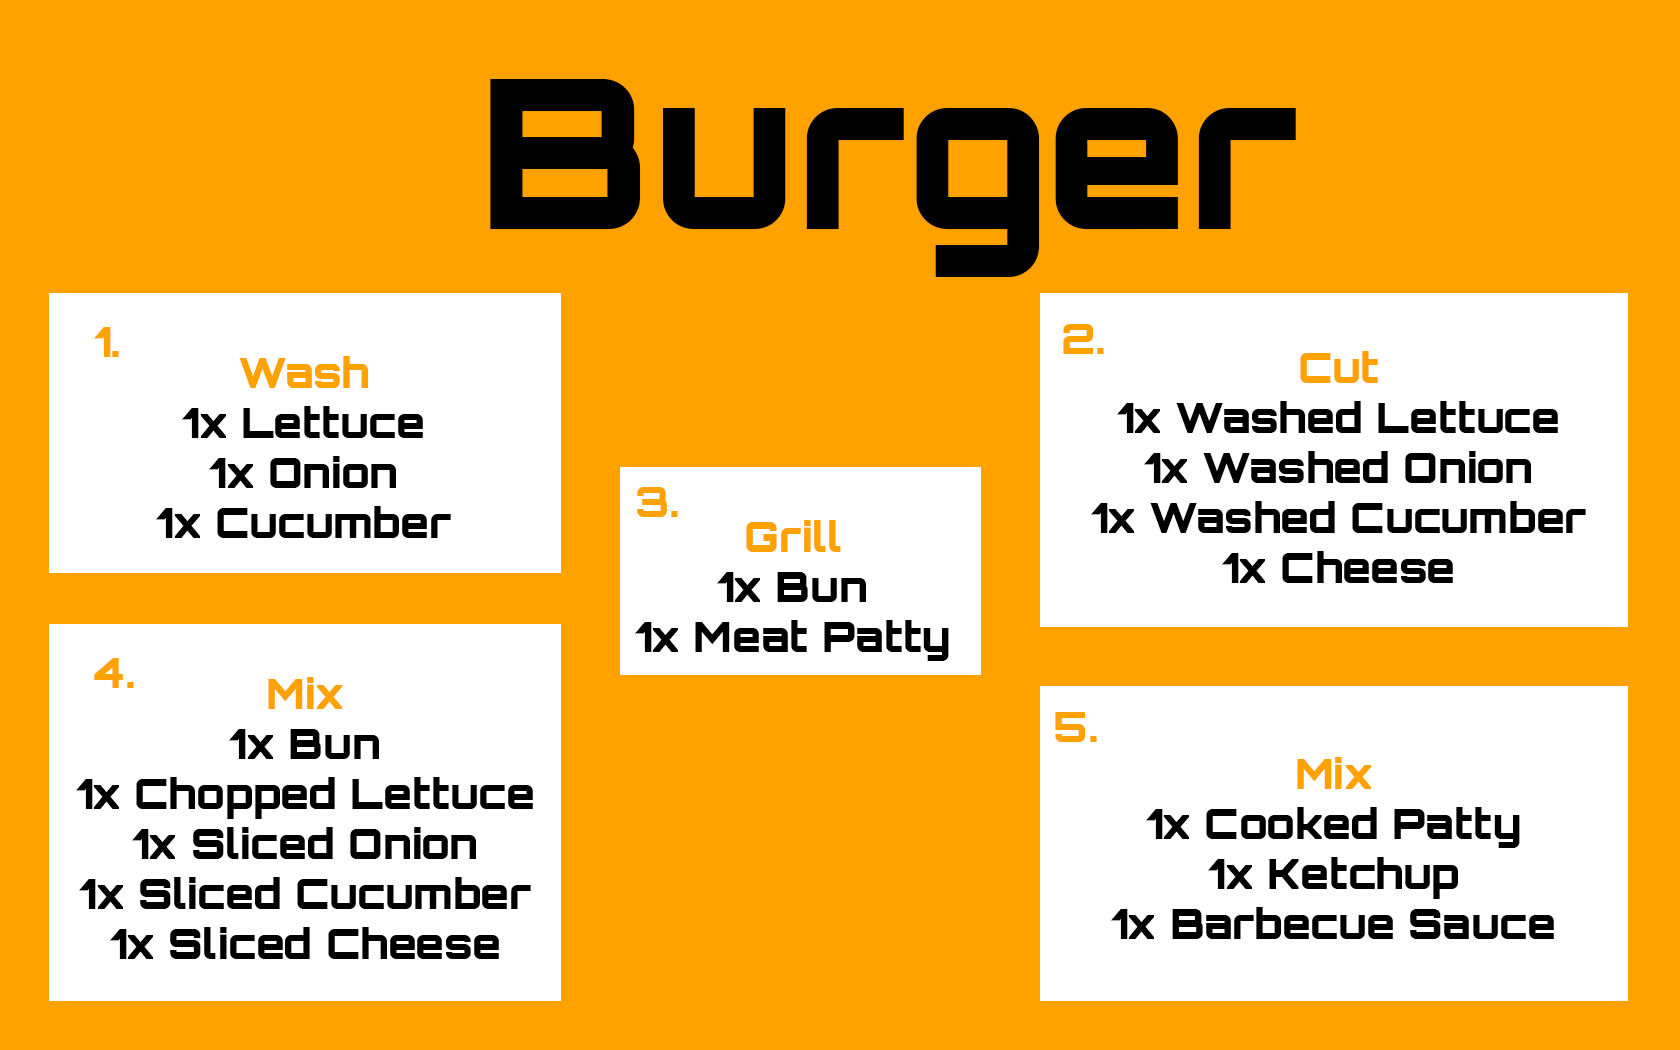 Burger
1.
Wash
1x Lettuce
1x Onion
1x Cucumber
2.
Cut
1x Washed Lettuce
1x Washed Onion
1x Washed Cucumber
1x Cheese
3.
Grill
1x Bun
1x Meat Patty
4.
Mix
1x Bun
1x Chopped Lettuce
1x Sliced Onion
1x Sliced Cucumber
1x Sliced Cheese
5.
Mix
1x Cooked Patty
1x Ketchup
1x Barbecue Sauce